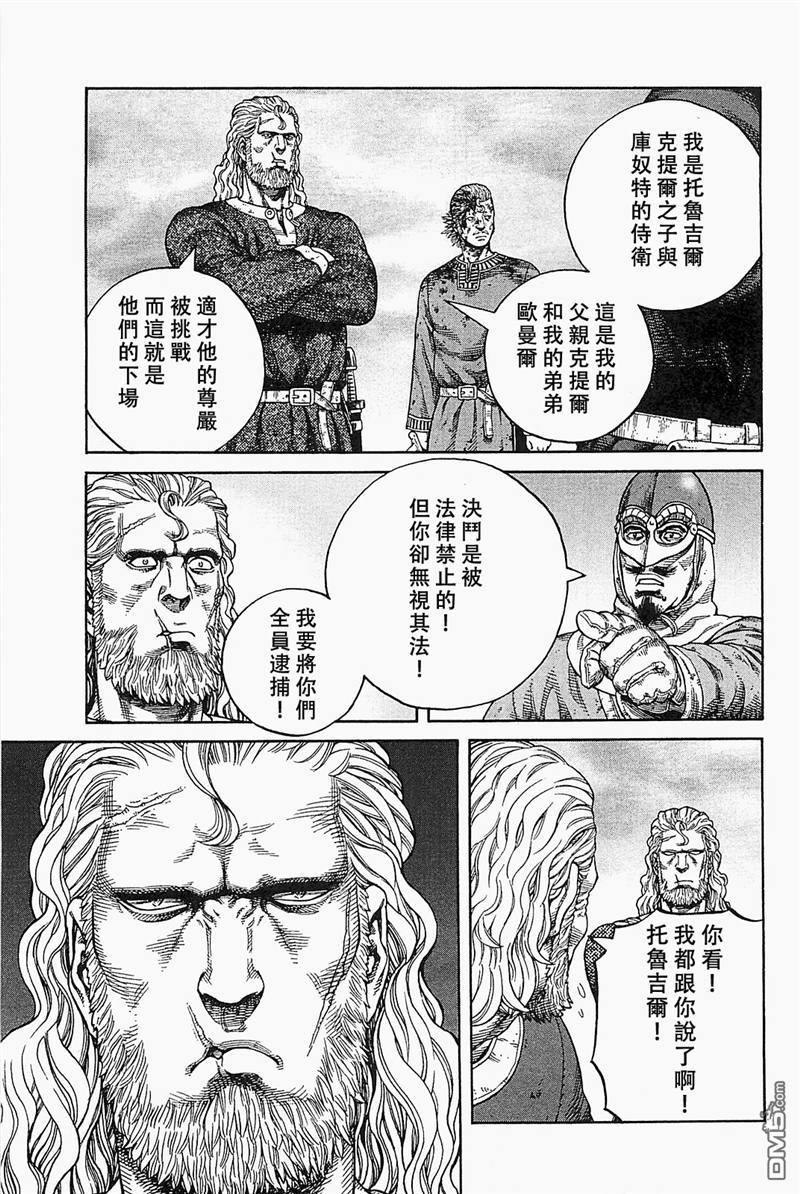 我是托魯吉爾
克提爾之子與
庫奴特的侍衛
這是我的
父親克提爾
和我的弟弟
歐曼爾
適才他的尊嚴
被挑戰
而這就是
他們的下場
決鬥是被
法律禁止的！
但你卻無視其法！
我要將你們
全員逮捕！
你看！
我都跟你說了啊！
托魯吉爾！
DM5.com